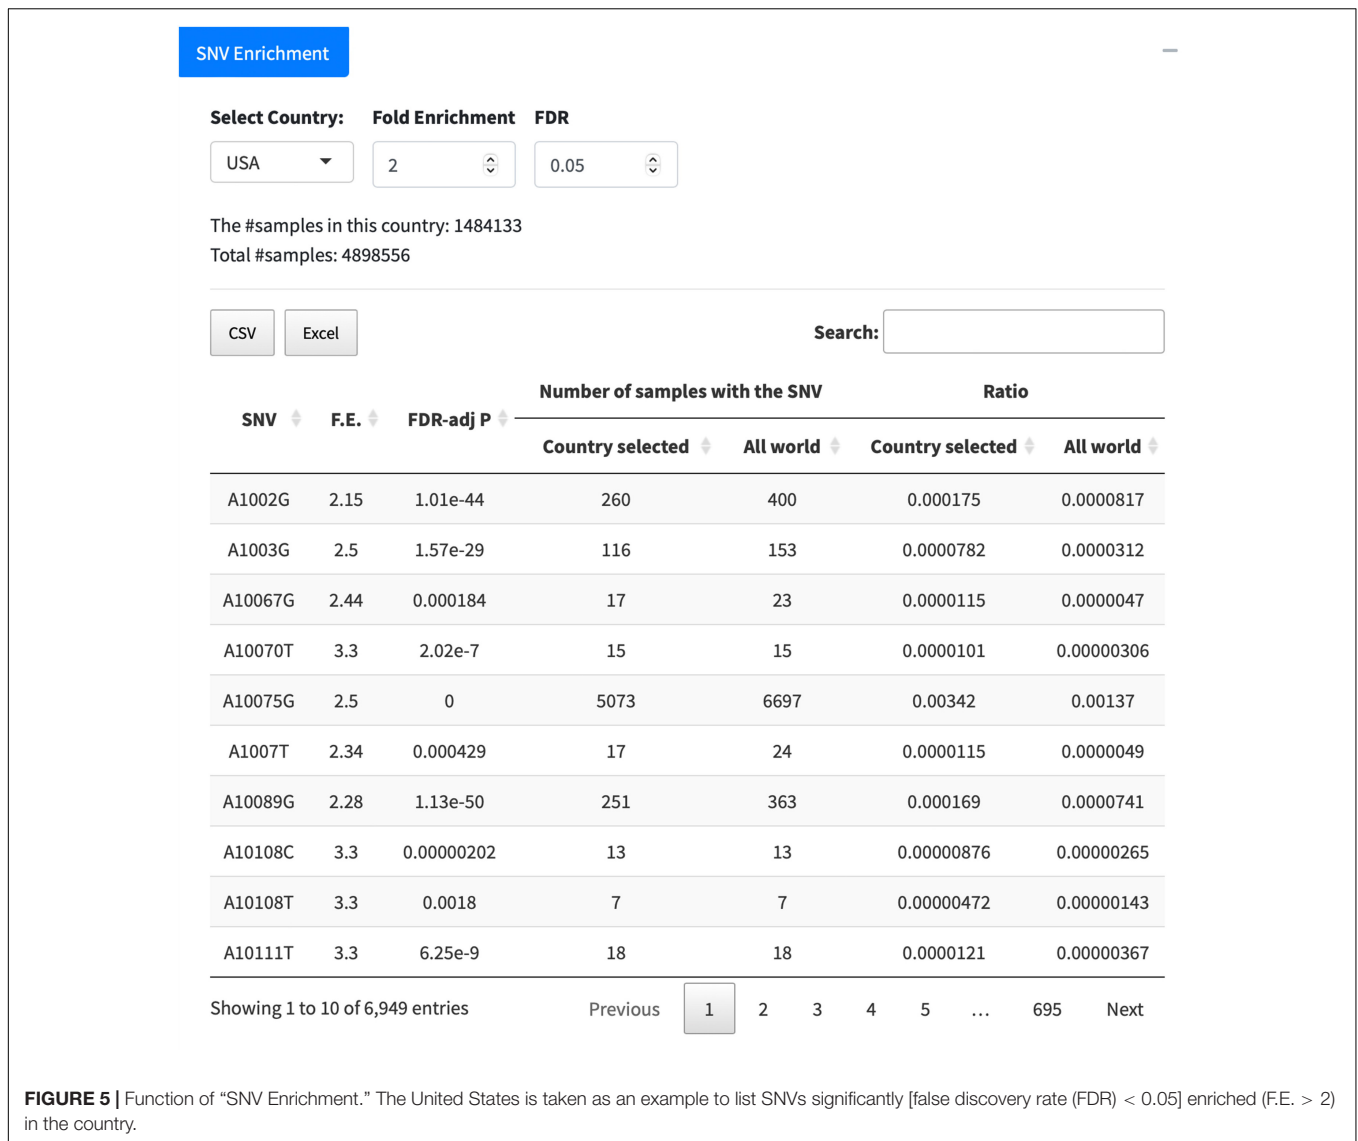 SNV Enrichment
Select Country: Fold Enrichment FDR
USA 2 0.05
The #samples in this country: 1484133
Total #samples: 4898556
CSV Excel Search:
Number of samples with the SNV Ratio
SNV F.E. FDR-adj P
Country selected All world Country selected All world
A1002G 2.15 1.01e-44 260 400 0.000175 0.0000817
A1003G 2.5 1.57e-29 116 153 0.0000782 0.0000312
A10067G 2.44 0.000184 17 23 0.0000115 0.0000047
A10070T 3.3 2.02e-7 15 15 0.0000101 0.00000306
A10075G 2.5 0 5073 6697 0.00342 0.00137
A1007T 2.34 0.000429 17 24 0.0000115 0.0000049
A10089G 2.28 1.13e-50 251 363 0.000169 0.0000741
A10108C 3.3 0.00000202 13 13 0.00000876 0.00000265
A10108T 3.3 0.0018 7 7 0.00000472 0.00000143
A10111T 3.3 6.25e-9 18 18 0.0000121 0.00000367
Showing 1 to 10 of 6,949 entries Previous 1 2 3 4 5 ... 695 Next
FIGURE 5 | Function of “SNV Enrichment.” The United States is taken as an example to list SNVs significantly [false discovery rate (FDR) < 0.05] enriched (F.E. > 2)
in the country.